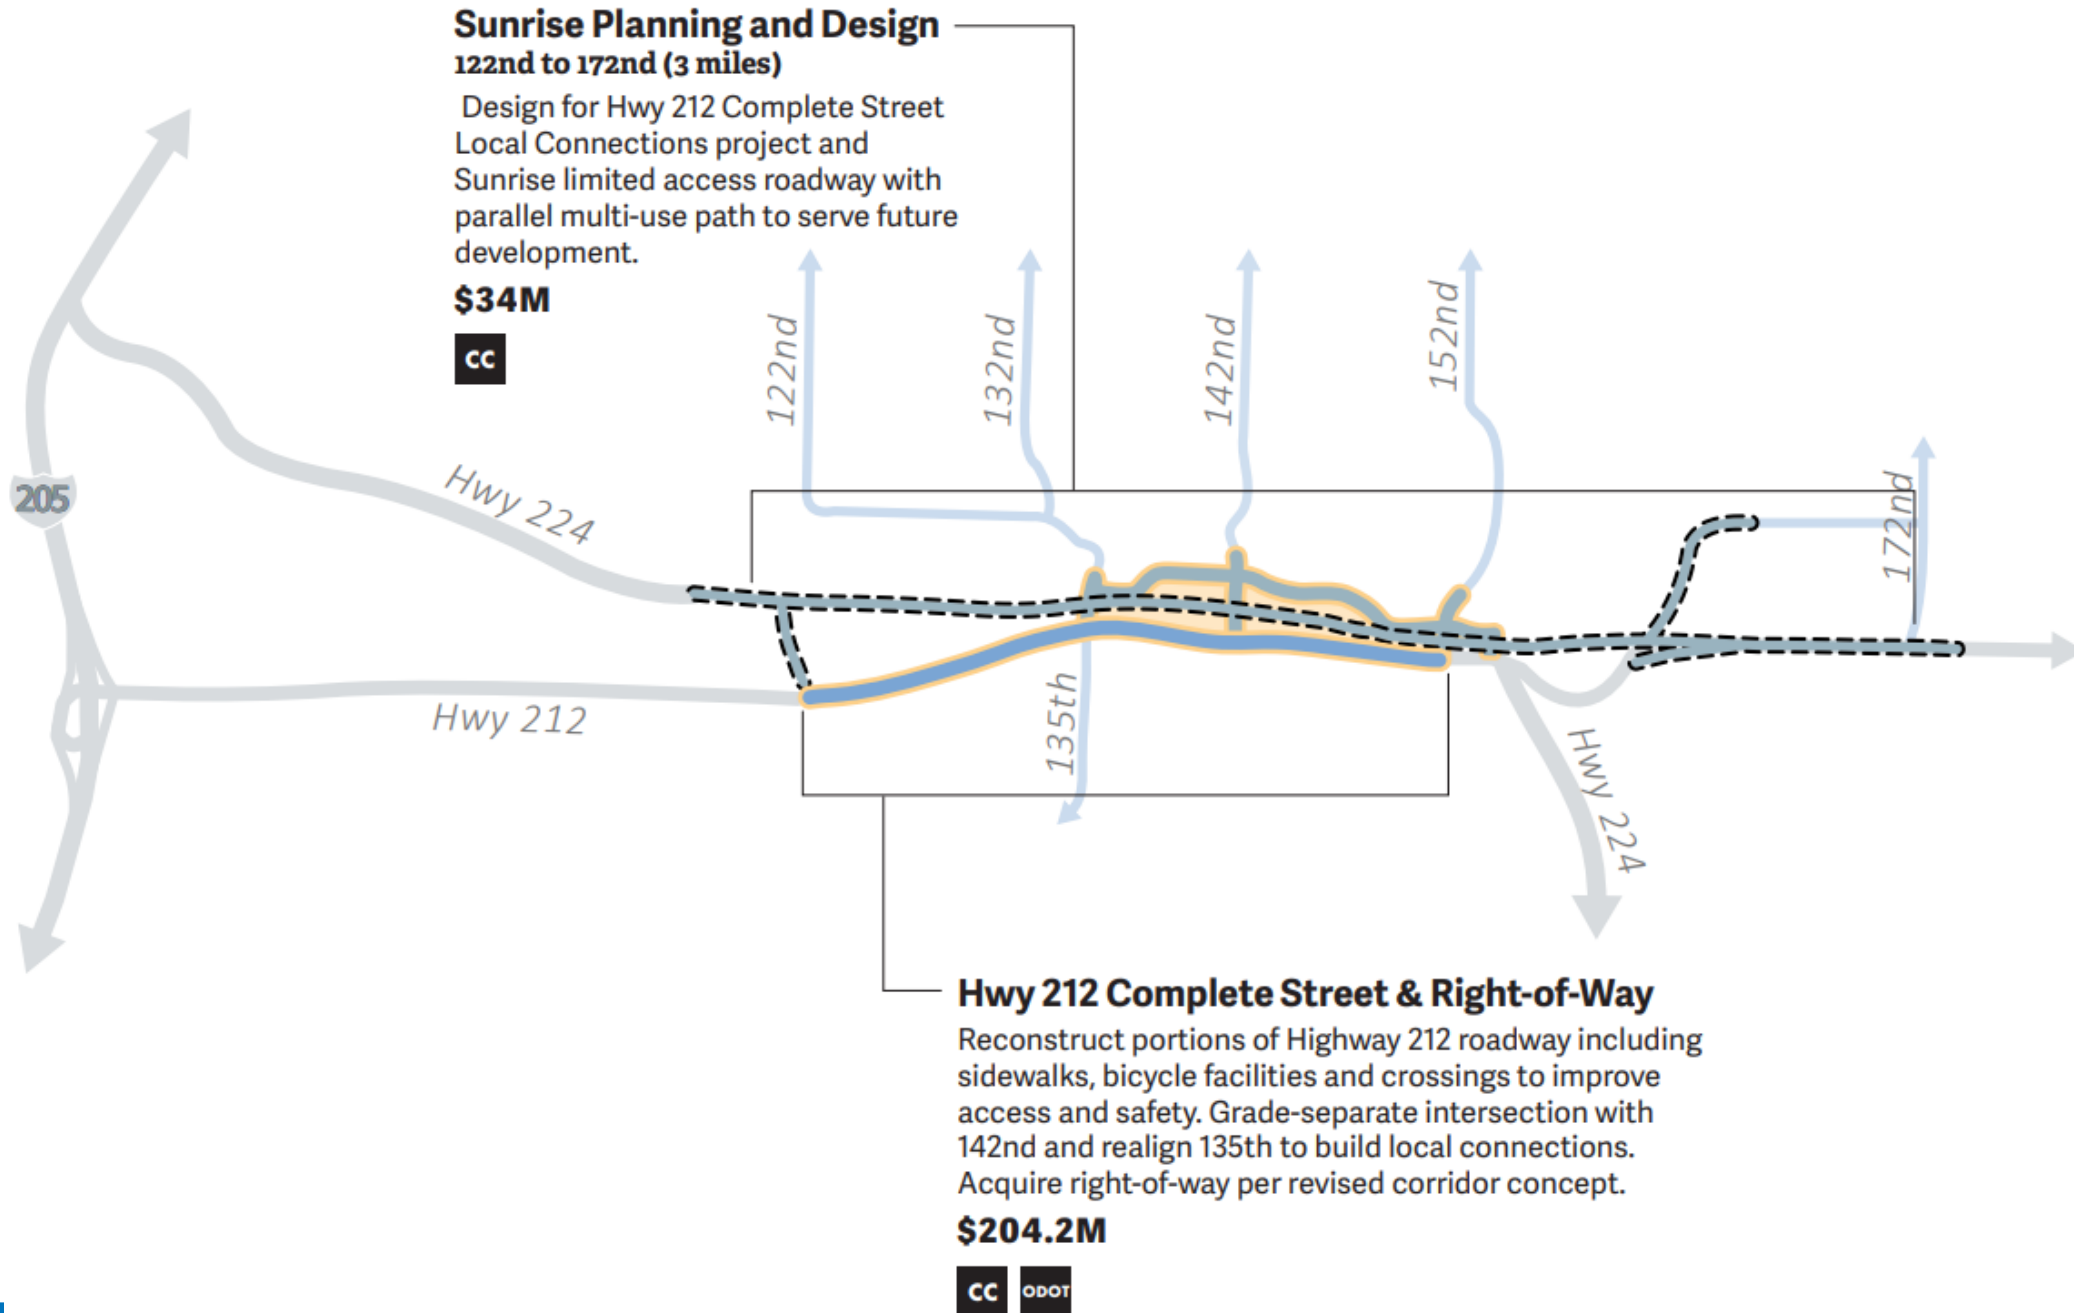 Sunrise Planning and Design
122nd to 172nd (3 miles)
Design for Hwy 212 Complete Street
Local Connections project and
Sunrise limited access roadway with
parallel multi-use path to serve future
development.
$34M
CC
122nd
132nd
142nd
152nd
172nd
205
Hwy 224
Hwy 212
135th
Hwy 224
Hwy 212 Complete Street & Right-of-Way
Reconstruct portions of Highway 212 roadway including
sidewalks, bicycle facilities and crossings to improve
access and safety. Grade-separate intersection with
142nd and realign 135th to build local connections.
Acquire right-of-way per revised corridor concept.
$204.2M
CC ODOT